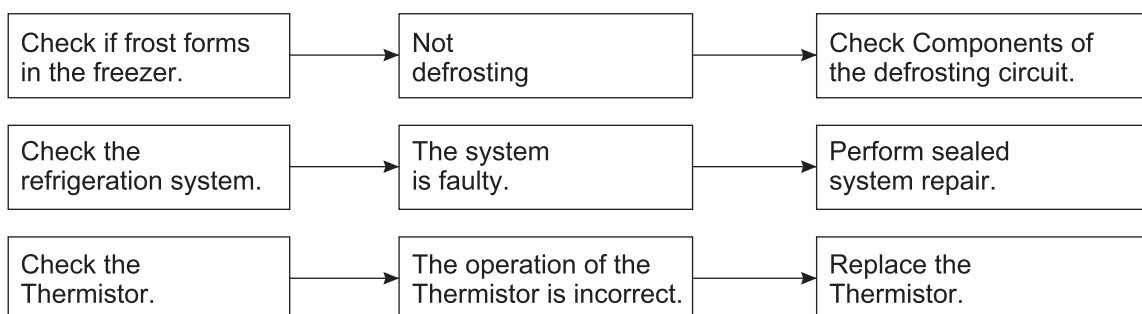 Check if frost forms
in the freezer.
Not
defrosting
Check Components of
the defrosting circuit.
Check the
refrigeration system.
The system
is faulty.
Perform sealed
system repair.
Check the
Thermistor.
The operation of the
Thermistor is incorrect.
Replace the
Thermistor.